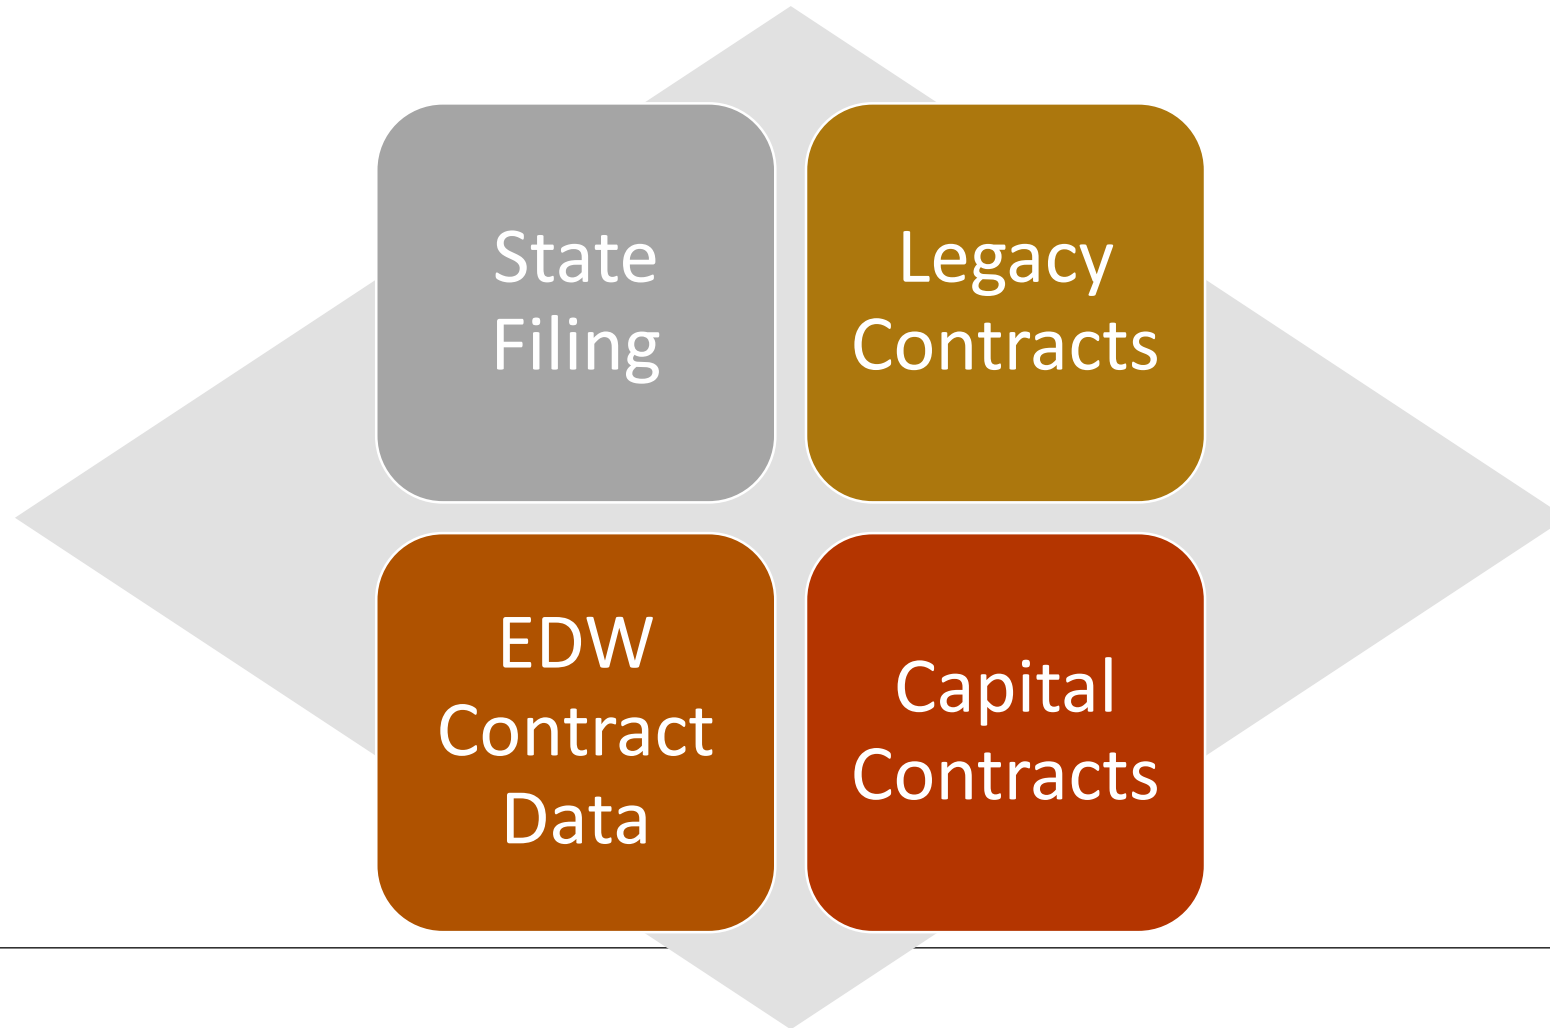 State
Filing
Legacy
Contracts
EDW
Contract
Data
Capital
Contracts